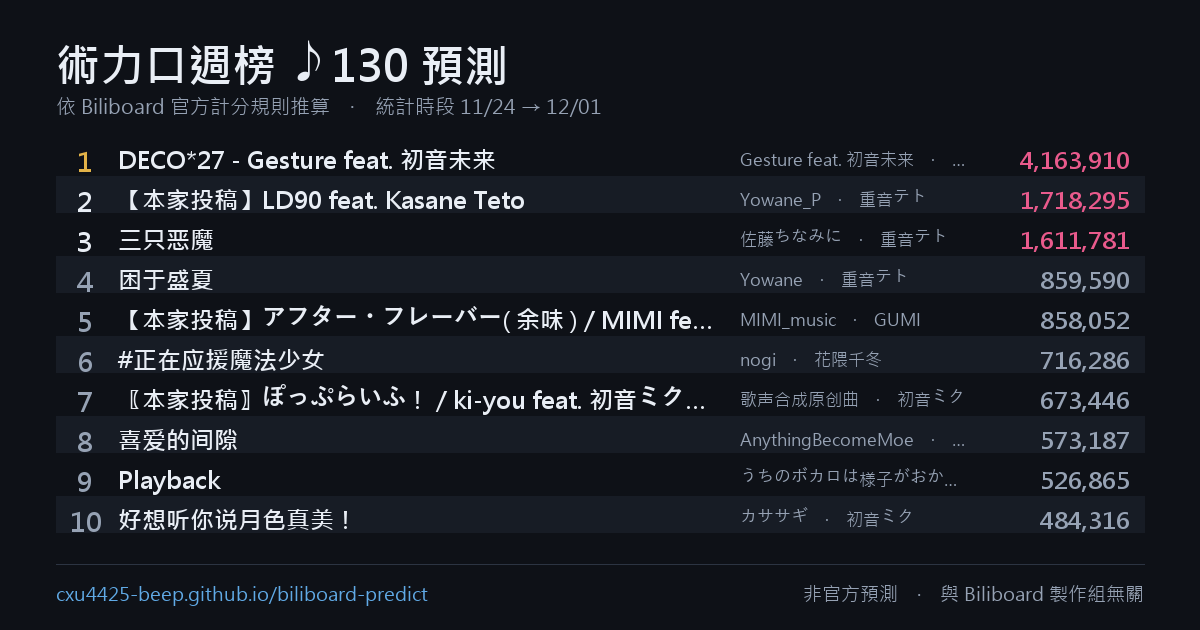 術力口週榜 ♪130 預測
依 Biliboard 官方計分規則推算 · 統計時段 11/24 → 12/01
1 DECO*27 - Gesture feat. 初音未来 Gesture feat. 初音未来 · ... 4,163,910
2 【本家投稿】LD90 feat. Kasane Teto Yowane_P · 重音テト 1,718,295
3 三只恶魔 佐藤ちなみに · 重音テト 1,611,781
4 困于盛夏 Yowane · 重音テト 859,590
5 【本家投稿】アフター・フレーバー(余味) / MIMI fe... MIMI_music · GUMI 858,052
6 #正在应援魔法少女 nogi · 花隈千冬 716,286
7 〖本家投稿〗ぽっぷらいふ！ / ki-you feat. 初音ミク... 歌声合成原创曲 · 初音ミク 673,446
8 喜爱的间隙 AnythingBecomeMoe · ... 573,187
9 Playback うちのボカロは様子がおか... 526,865
10 好想听你说月色真美！ カササギ · 初音ミク 484,316
cxu4425-beep.github.io/biliboard-predict 非官方預測 · 與 Biliboard 製作組無關